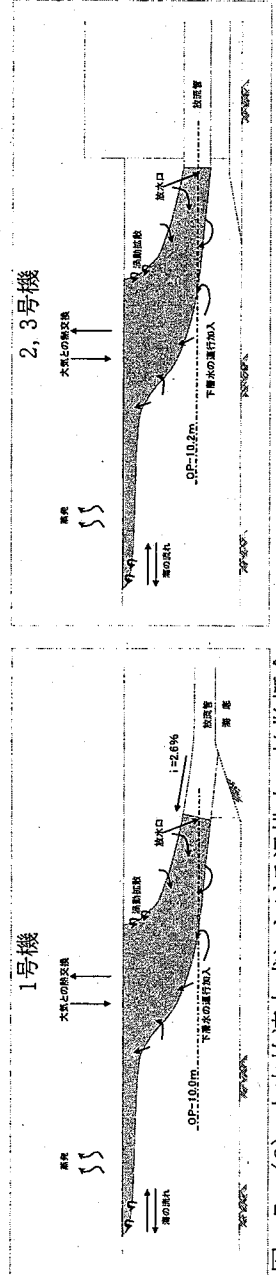 1号機
大気との熱交換
蒸発
渦動拡散
海の流れ
放水口
i=2.6%
放流管
海底
下層水の連行加入
OP-10.0m
2,3号機
大気との熱交換
蒸発
渦動拡散
海の流れ
放水口
放流管
下層水の連行加入
OP-10.2m